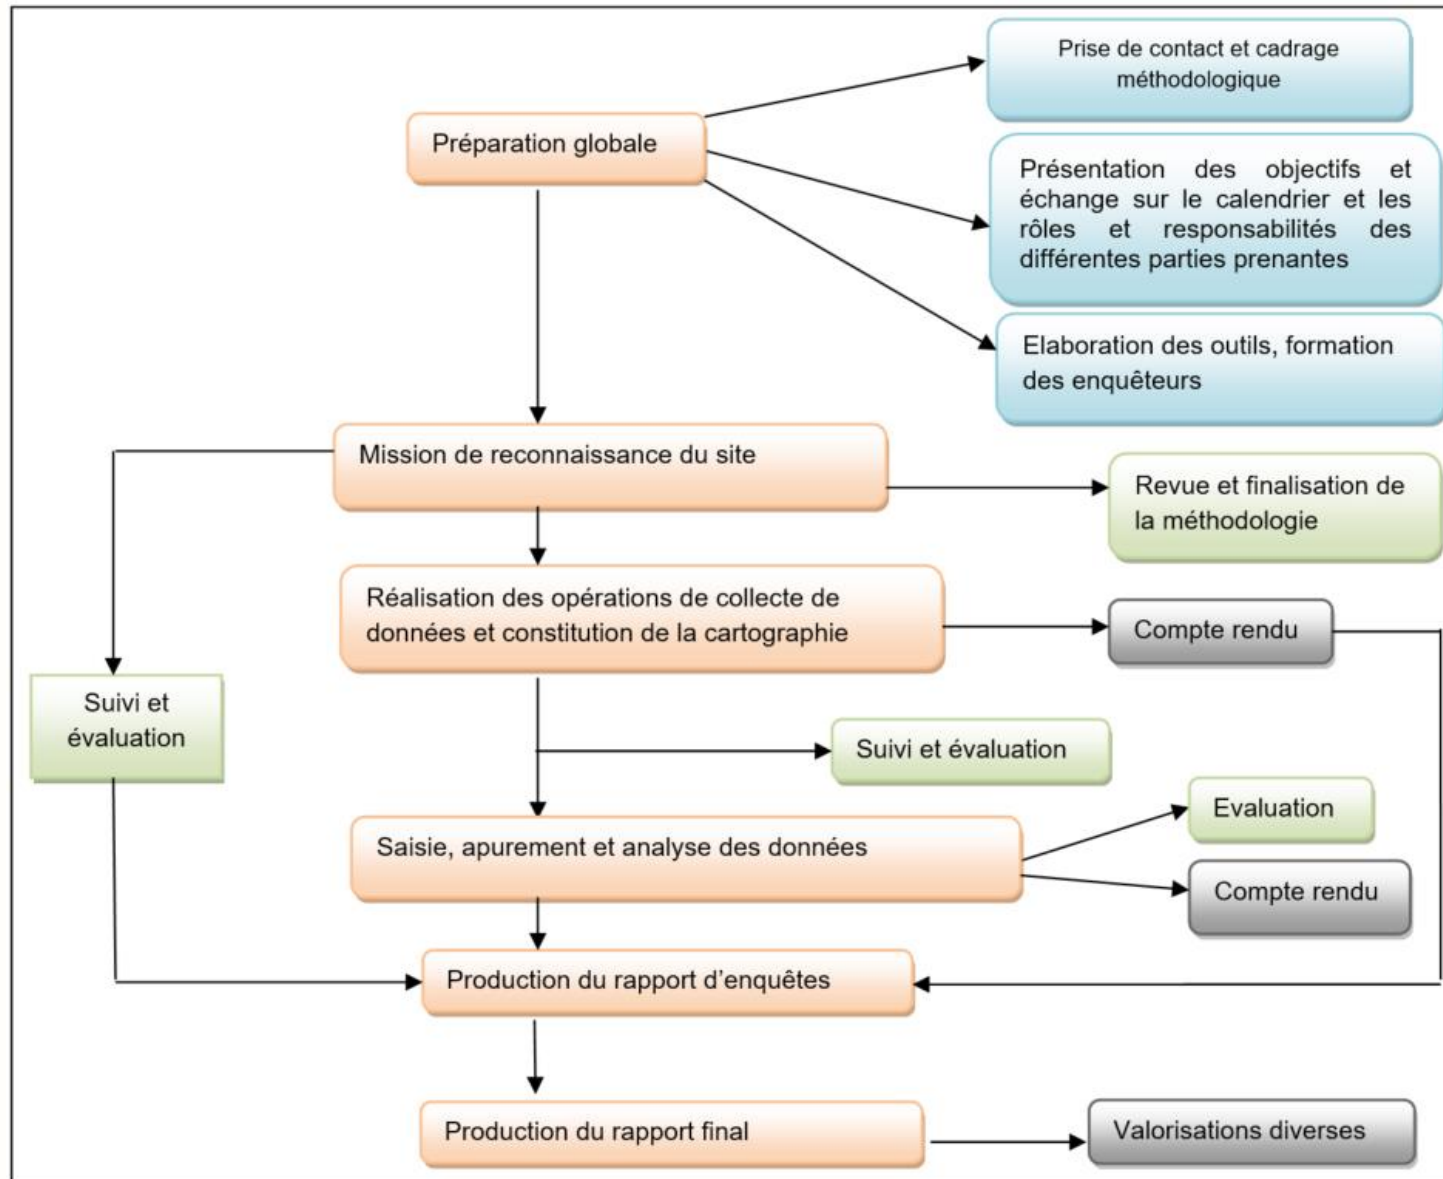 Prise de contact et cadrage
méthodologique
Préparation globale
Présentation des objectifs et
échange sur le calendrier et les
rôles et responsabilités des
différentes parties prenantes
Elaboration des outils, formation
des enquêteurs
Mission de reconnaissance du site
Revue et finalisation de
la méthodologie
Réalisation des opérations de collecte de
données et constitution de la cartographie
Compte rendu
Suivi et
évaluation
Suivi et évaluation
Evaluation
Saisie, apurement et analyse des données
Compte rendu
Production du rapport d’enquêtes
Production du rapport final
Valorisations diverses